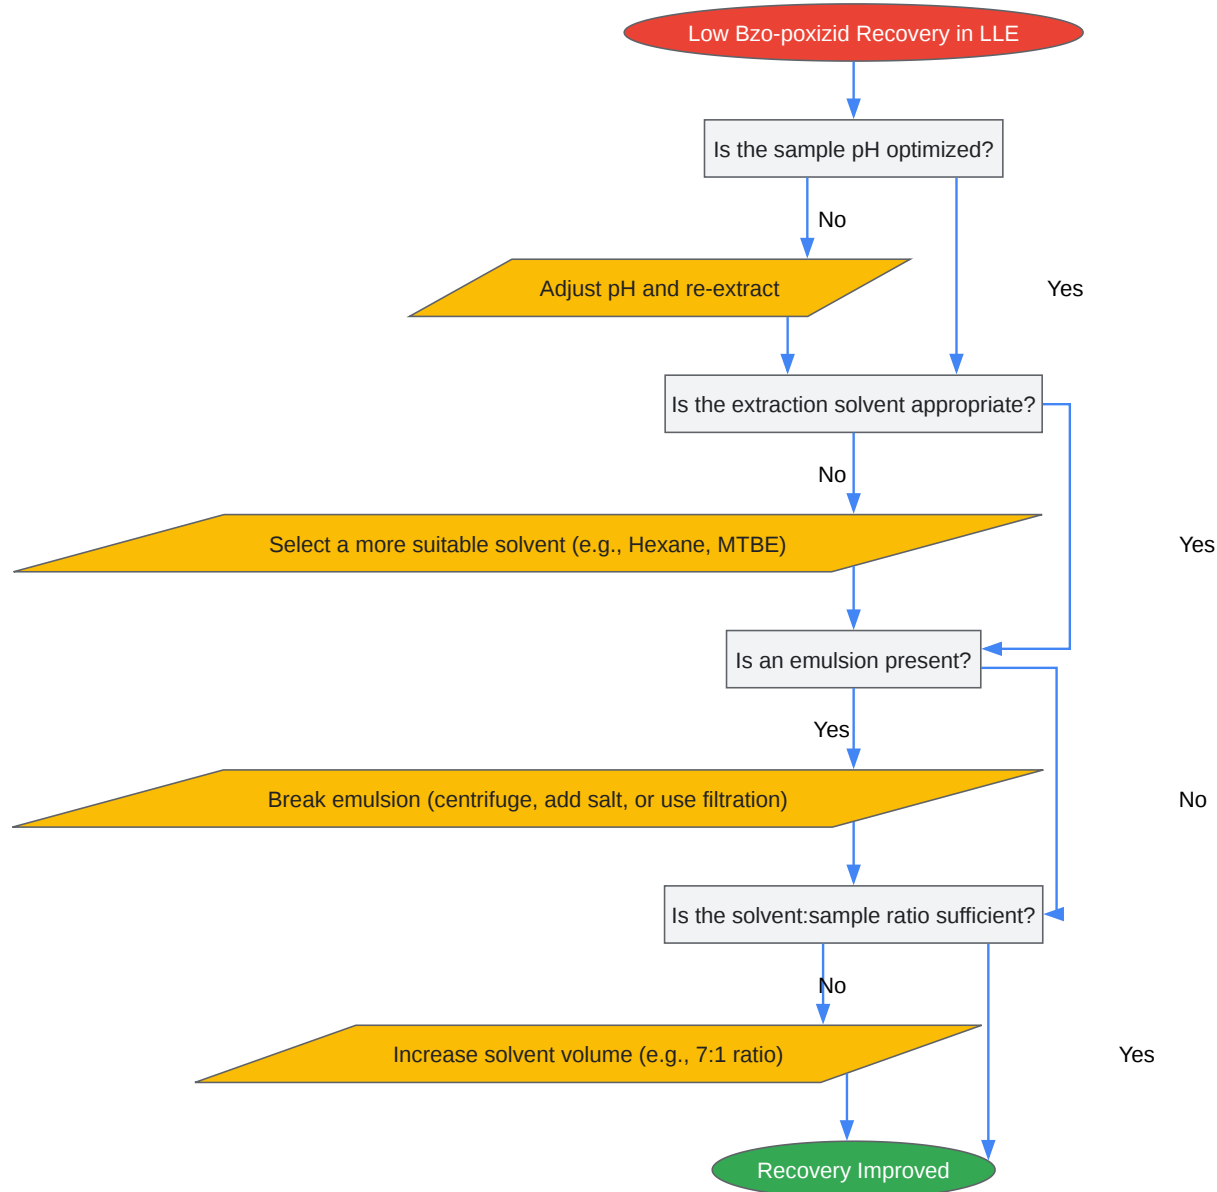 Low Bzo-poxizid Recovery in LLE
Is the sample pH optimized?
No
Adjust pH and re-extract
Yes
Is the extraction solvent appropriate?
No
Select a more suitable solvent (e.g., Hexane, MTBE)
Yes
Is an emulsion present?
Yes
Break emulsion (centrifuge, add salt, or use filtration)
No
Is the solvent:sample ratio sufficient?
No
Increase solvent volume (e.g., 7:1 ratio)
Yes
Recovery Improved